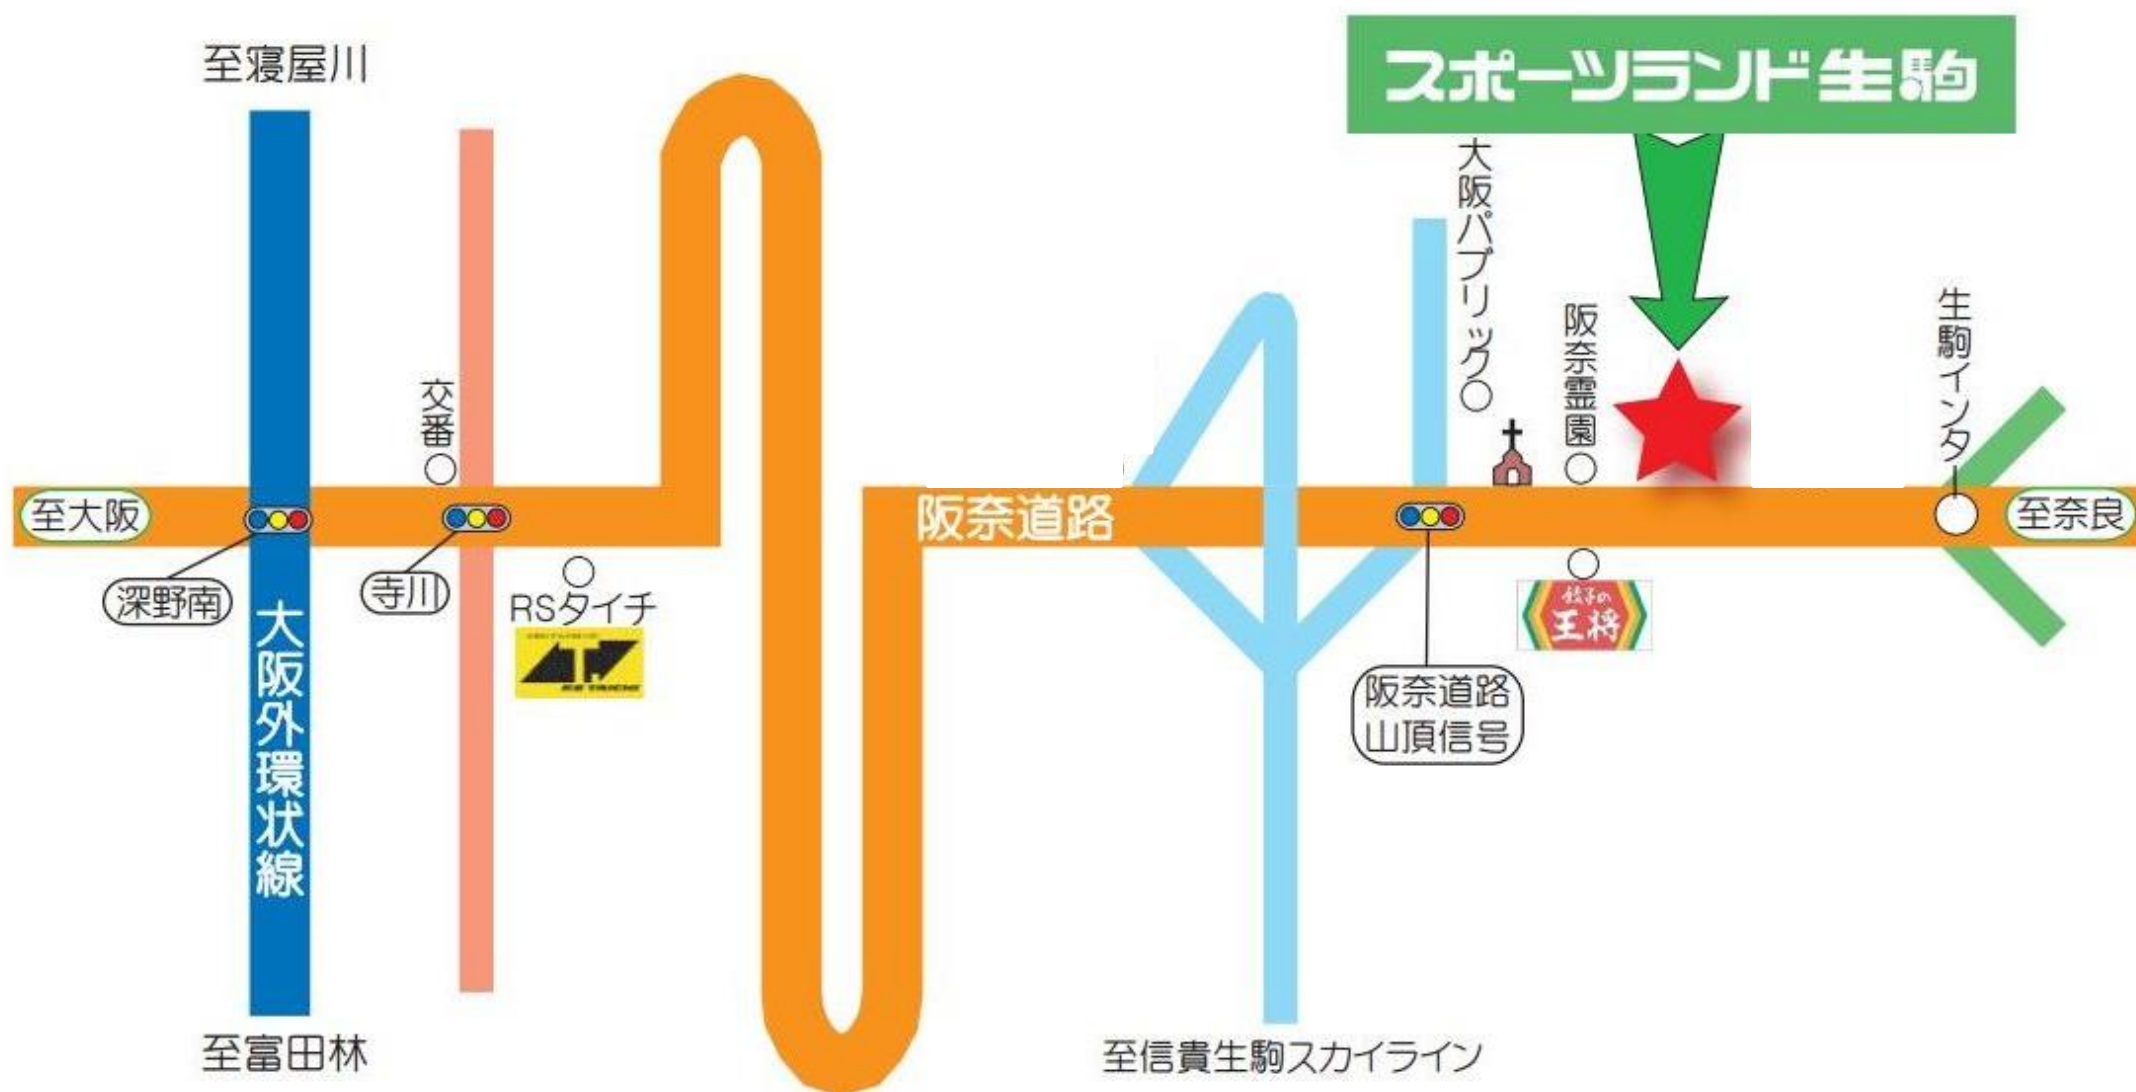 至寝屋川
スポーツランド生駒
大阪パブリック
阪奈霊園
生駒インター
交番
至大阪
阪奈道路
至奈良
深野南
寺川
RSタイチ
RS TAICHI
餃子の
王将
大阪外環状線
阪奈道路
山頂信号
至富田林
至信貴生駒スカイライン